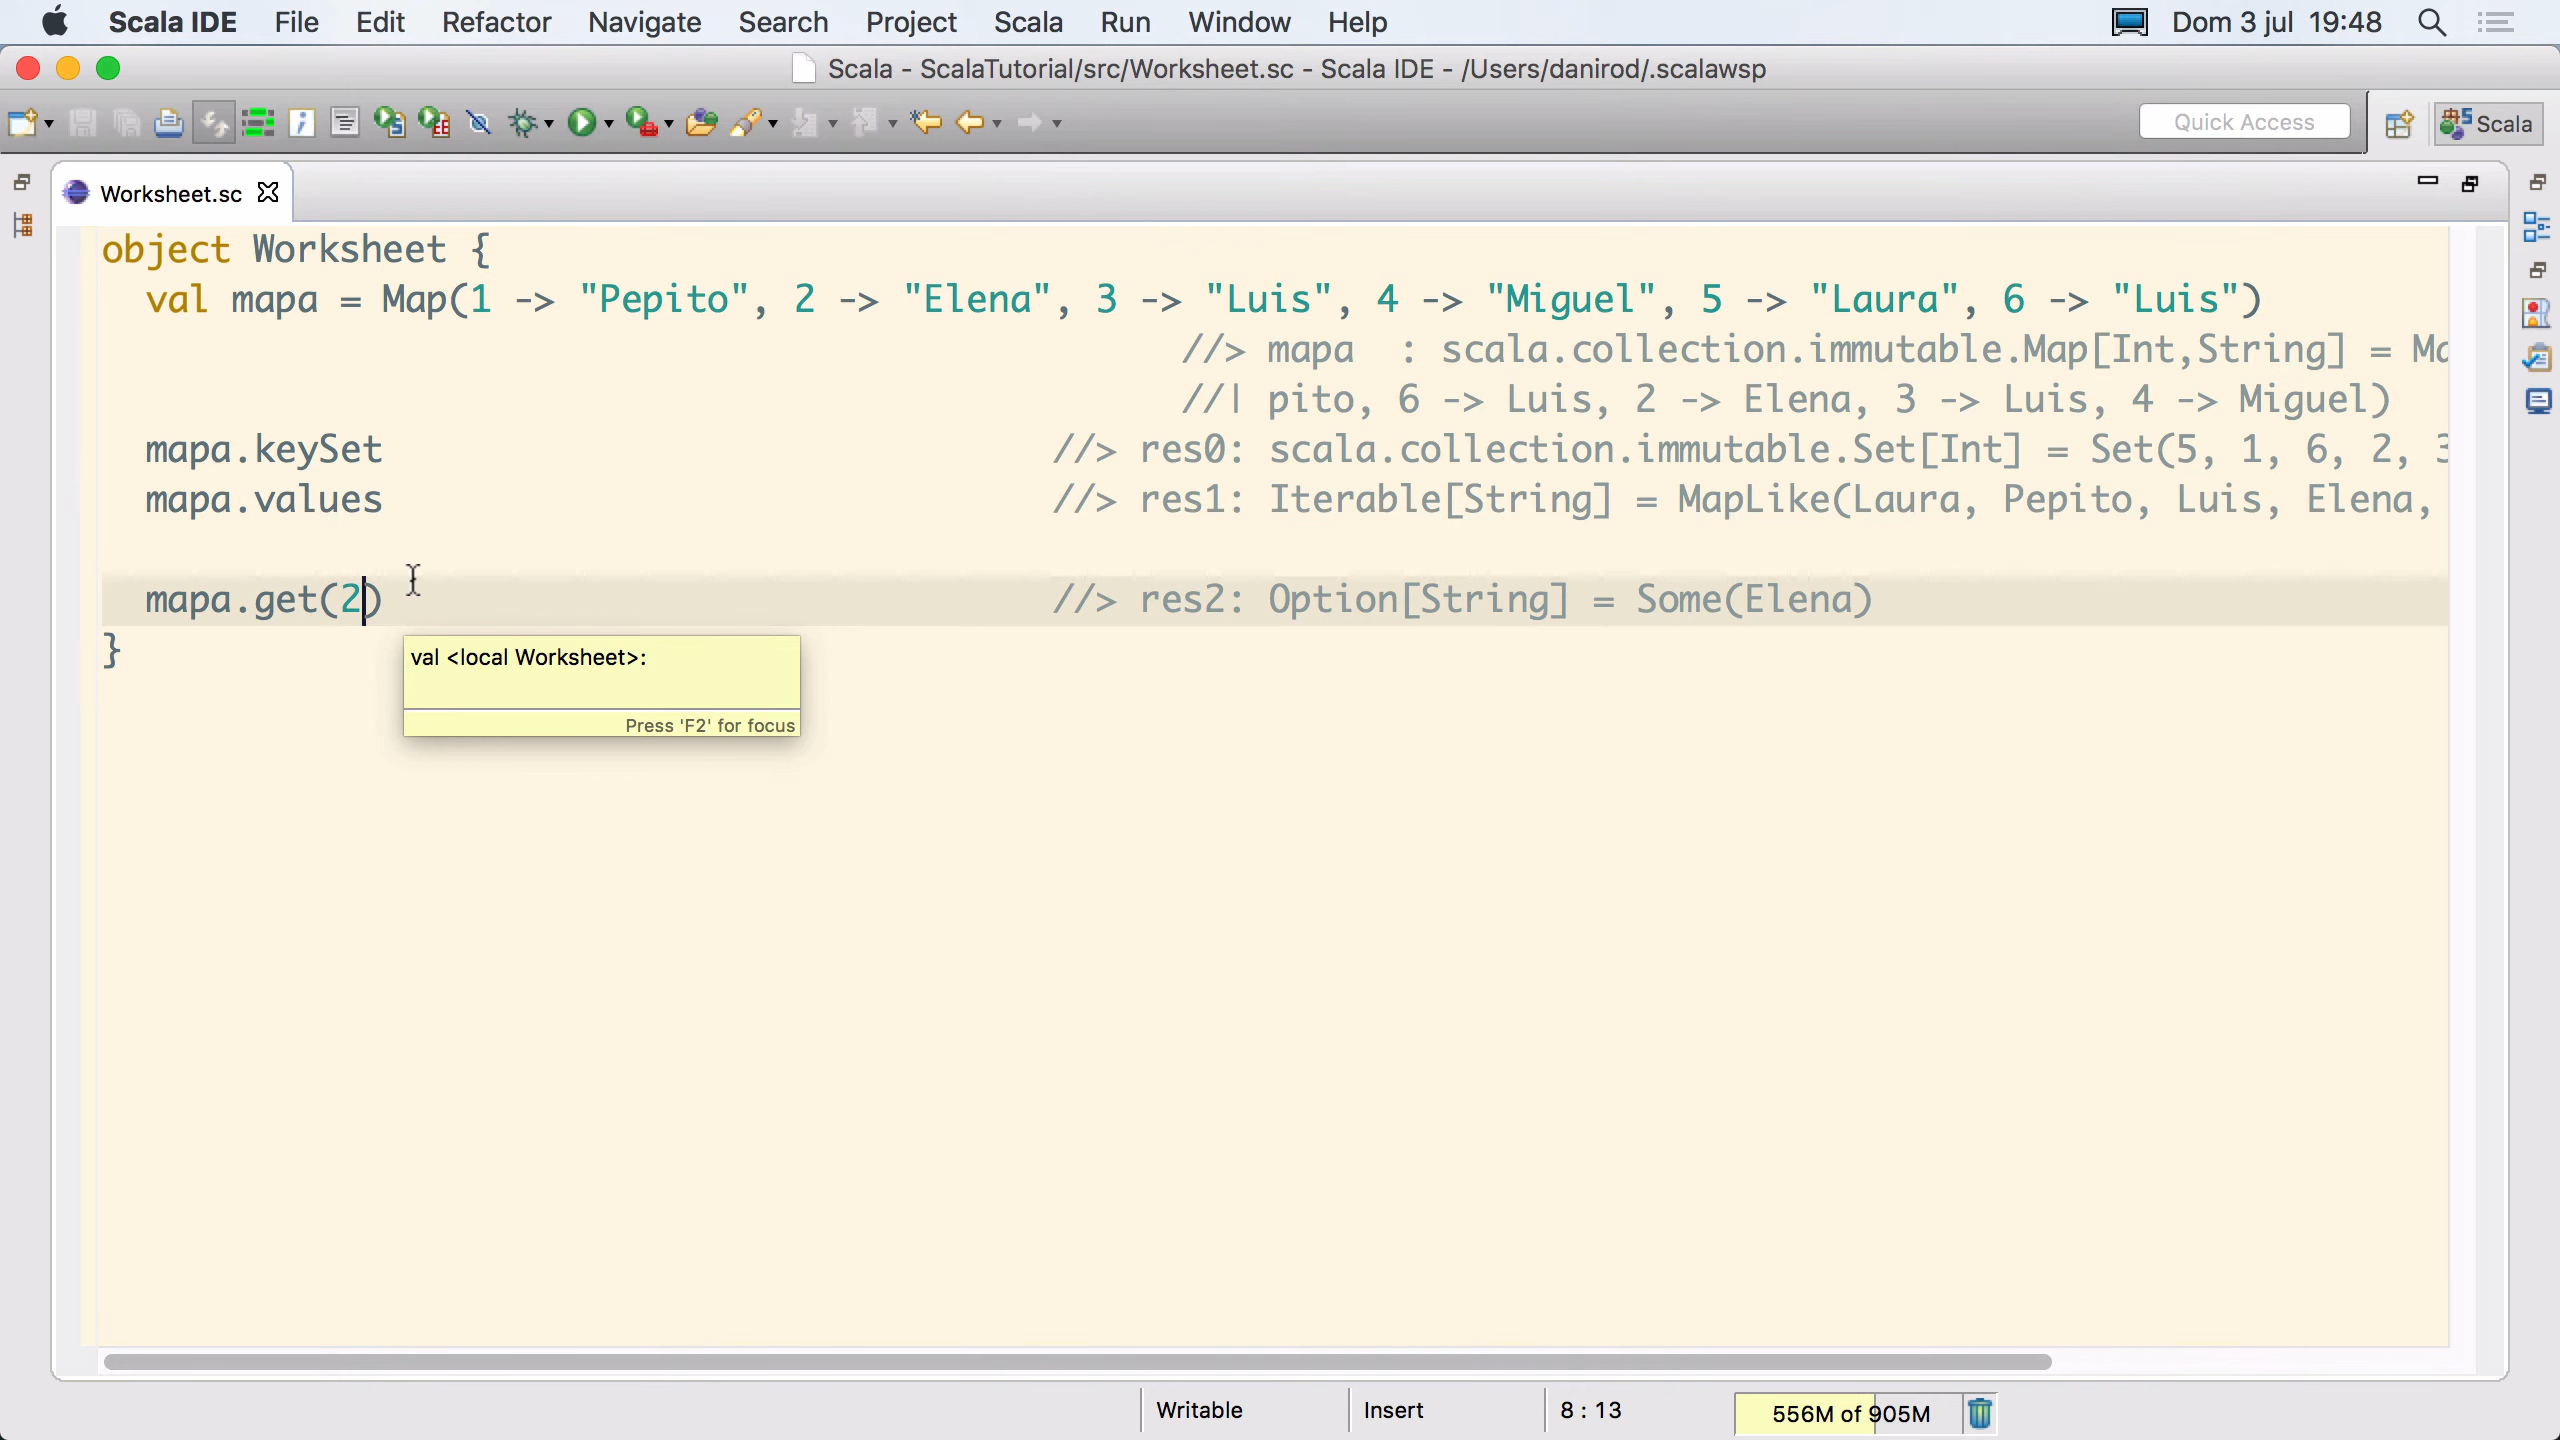 Scala IDE File Edit Refactor Navigate Search Project Scala Run Window Help Dom 3 jul 19:48
Scala - ScalaTutorial/src/Worksheet.sc - Scala IDE - /Users/danirod/.scalawsp
Quick Access Scala
Worksheet.sc
object Worksheet {
val mapa = Map(1 -> "Pepito", 2 -> "Elena", 3 -> "Luis", 4 -> "Miguel", 5 -> "Laura", 6 -> "Luis")
//> mapa : scala.collection.immutable.Map[Int,String] = Ma
//| pito, 6 -> Luis, 2 -> Elena, 3 -> Luis, 4 -> Miguel)
mapa.keySet //> res0: scala.collection.immutable.Set[Int] = Set(5, 1, 6, 2, 3
mapa.values //> res1: Iterable[String] = MapLike(Laura, Pepito, Luis, Elena,
mapa.get(2) //> res2: Option[String] = Some(Elena)
}
val <local Worksheet>:
Press 'F2' for focus
Writable Insert 8 : 13 556M of 905M